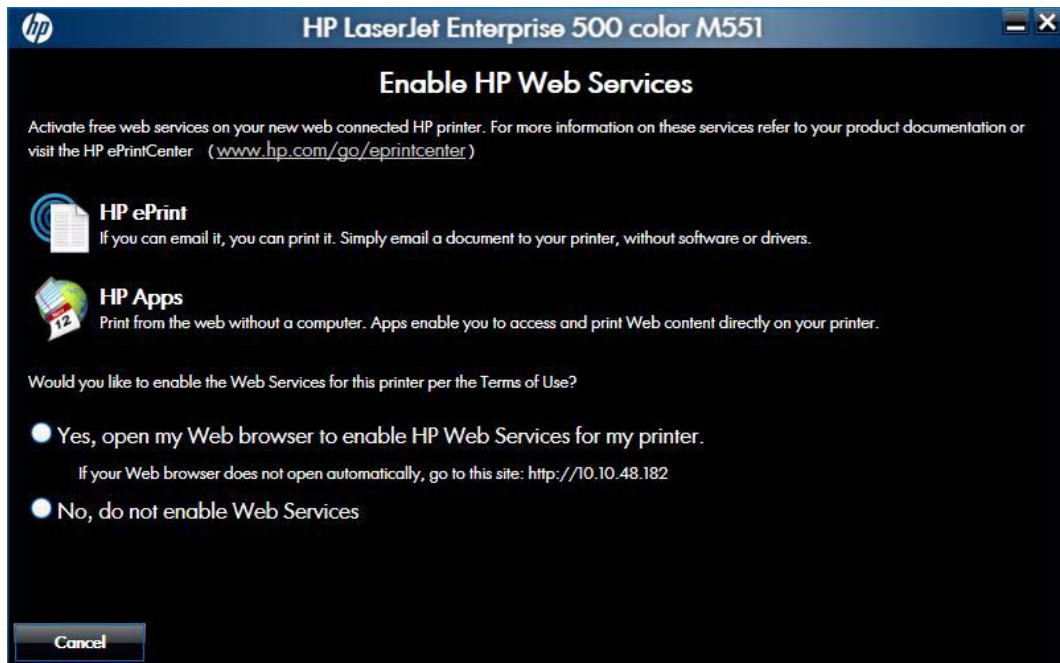 hp
HP LaserJet Enterprise 500 color M551
Enable HP Web Services
Activate free web services on your new web connected HP printer. For more information on these services refer to your product documentation or
visit the HP ePrintCenter ( www.hp.com/go/eprintcenter )
HP ePrint
If you can email it, you can print it. Simply email a document to your printer, without software or drivers.
12
HP Apps
Print from the web without a computer. Apps enable you to access and print Web content directly on your printer.
Would you like to enable the Web Services for this printer per the Terms of Use?
Yes, open my Web browser to enable HP Web Services for my printer.
If your Web browser does not open automatically, go to this site: http://10.10.48.182
No, do not enable Web Services
Cancel